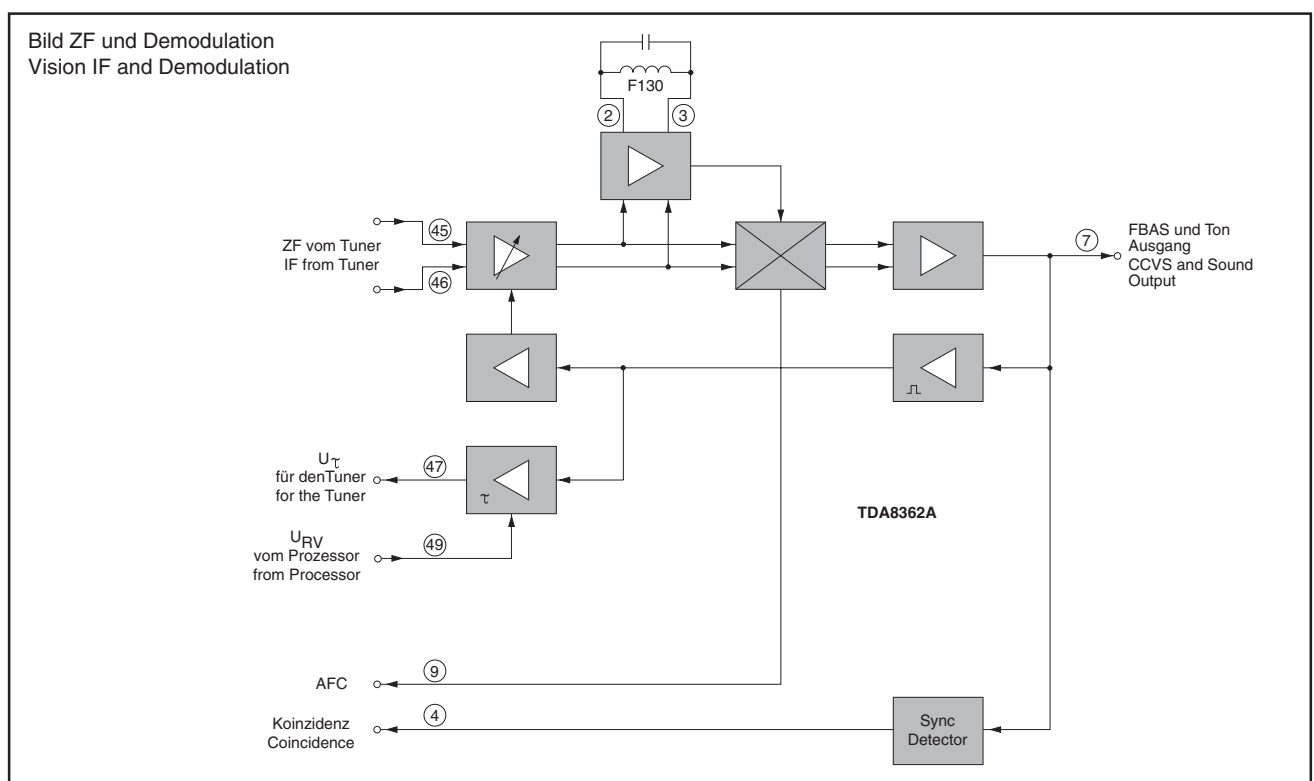 Bild ZF und Demodulation
Vision IF and Demodulation
F130
2
3
45
ZF vom Tuner
IF from Tuner
46
7
FBAS und Ton
Ausgang
CCVS and Sound
Output
Uτ
für denTuner
for the Tuner
47
τ
TDA8362A
URV
vom Prozessor
from Processor
49
AFC
9
Koinzidenz
Coincidence
4
Sync
Detector